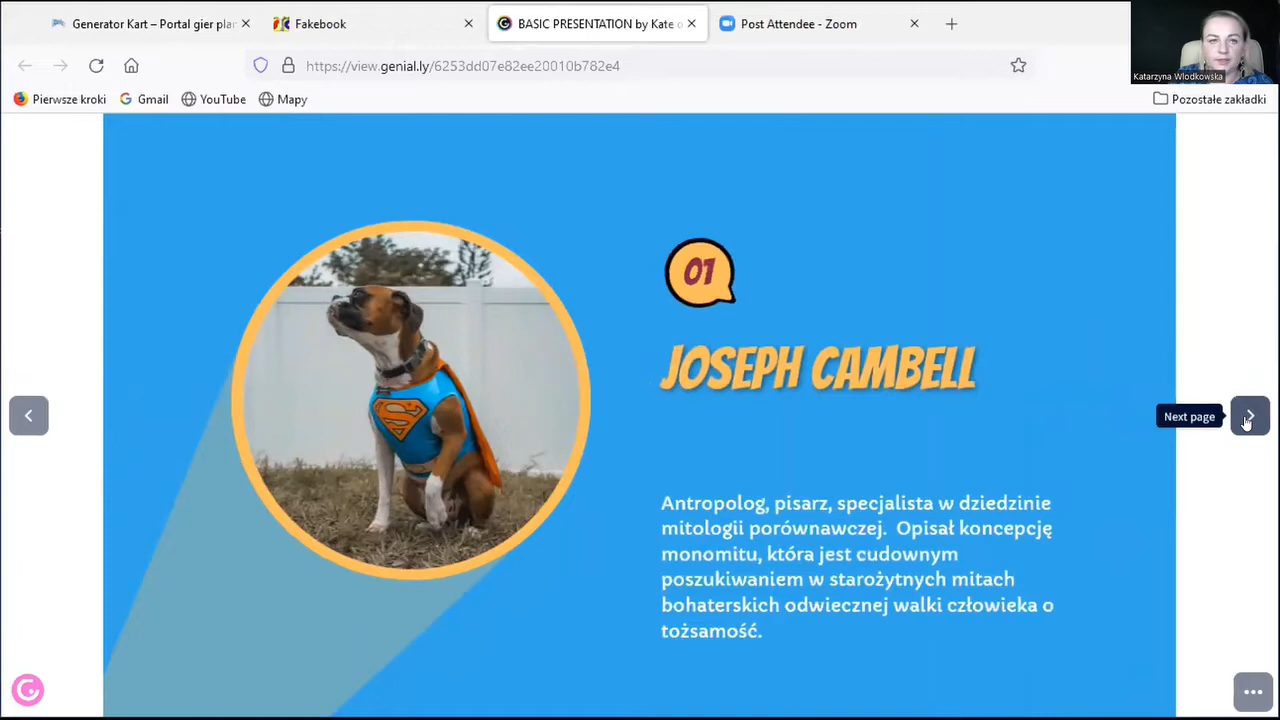 Generator Kart – Portal gier plan
Fakebook
BASIC PRESENTATION by Kate o
Post Attendee - Zoom
https://view.genial.ly/6253dd07e82ee20010b782e4
Katarzyna Wlodkowska
Pierwsze kroki
Gmail
YouTube
Mapy
Pozostałe zakładki
01
JOSEPH CAMBELL
Next page
Antropolog, pisarz, specjalista w dziedzinie
mitologii porównawczej. Opisał koncepcję
monomitu, która jest cudownym
poszukiwaniem w starożytnych mitach
bohaterskich odwiecznej walki człowieka o
tożsamość.